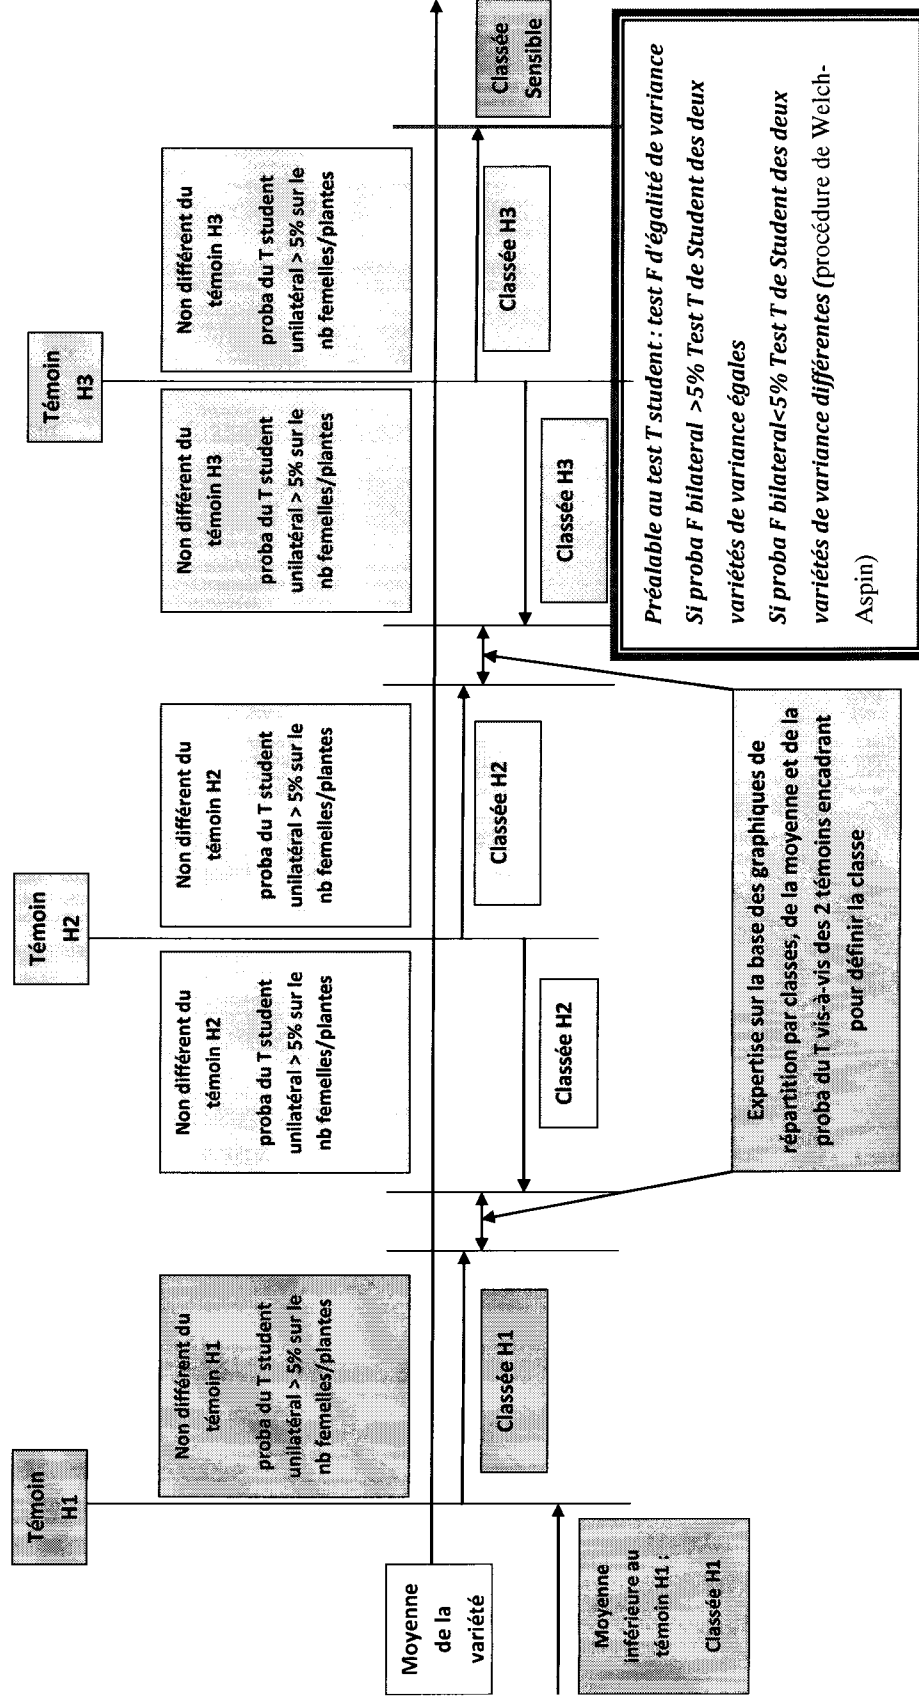 Témoin
H1
Témoin
H2
Témoin
H3
Non différent du
témoin H1
proba du T student
unilatéral > 5% sur le
nb femelles/plantes
Non différent du
témoin H2
proba du T student
unilatéral > 5% sur le
nb femelles/plantes
Non différent du
témoin H2
proba du T student
unilatéral > 5% sur le
nb femelles/plantes
Non différent du
témoin H3
proba du T student
unilatéral > 5% sur le
nb femelles/plantes
Non différent du
témoin H3
proba du T student
unilatéral > 5% sur le
nb femelles/plantes
Moyenne
de la
variété
Classée H1
Classée H2
Classée H3
Classée
Sensible
Classée H2
Classée H3
Moyenne
inférieure au
témoin H1 :
Classée H1
Expertise sur la base des graphiques de
répartition par classes, de la moyenne et de la
proba du T vis-à-vis des 2 témoins encadrant
pour définir la classe
Préalable au test T student : test F d'égalité de variance
Si proba F bilateral >5% Test T de Student des deux
variétés de variance égales
Si proba F bilateral<5% Test T de Student des deux
variétés de variance différentes (procédure de Welch-
Aspin)